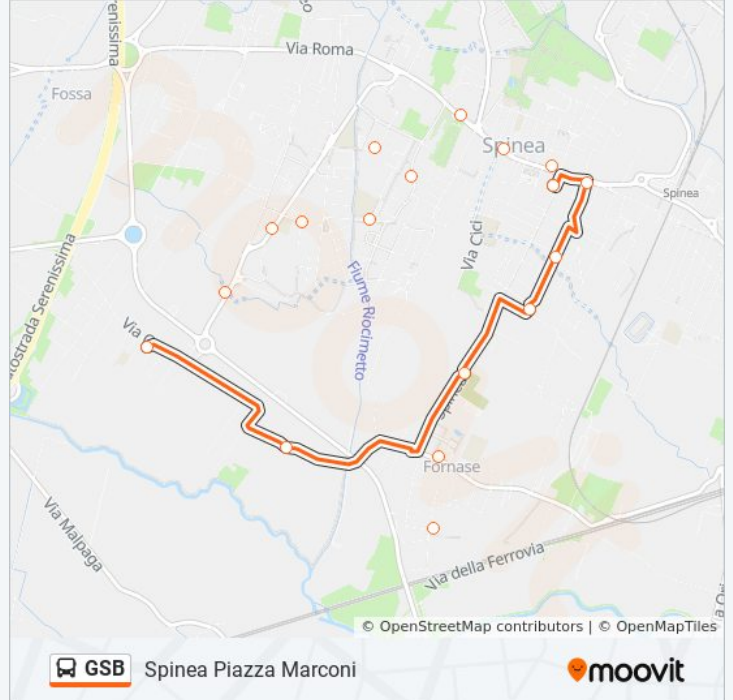 Via Roma
Fossa
Spinea
Spinea
Via Cici
Fiume Riocimetto
Autostrada Serenissima
Via
Spinea
Fornase
Via Malpaga
Via della Ferrovia
© OpenStreetMap contributors | © OpenMapTiles
GSB Spinea Piazza Marconi
moovit